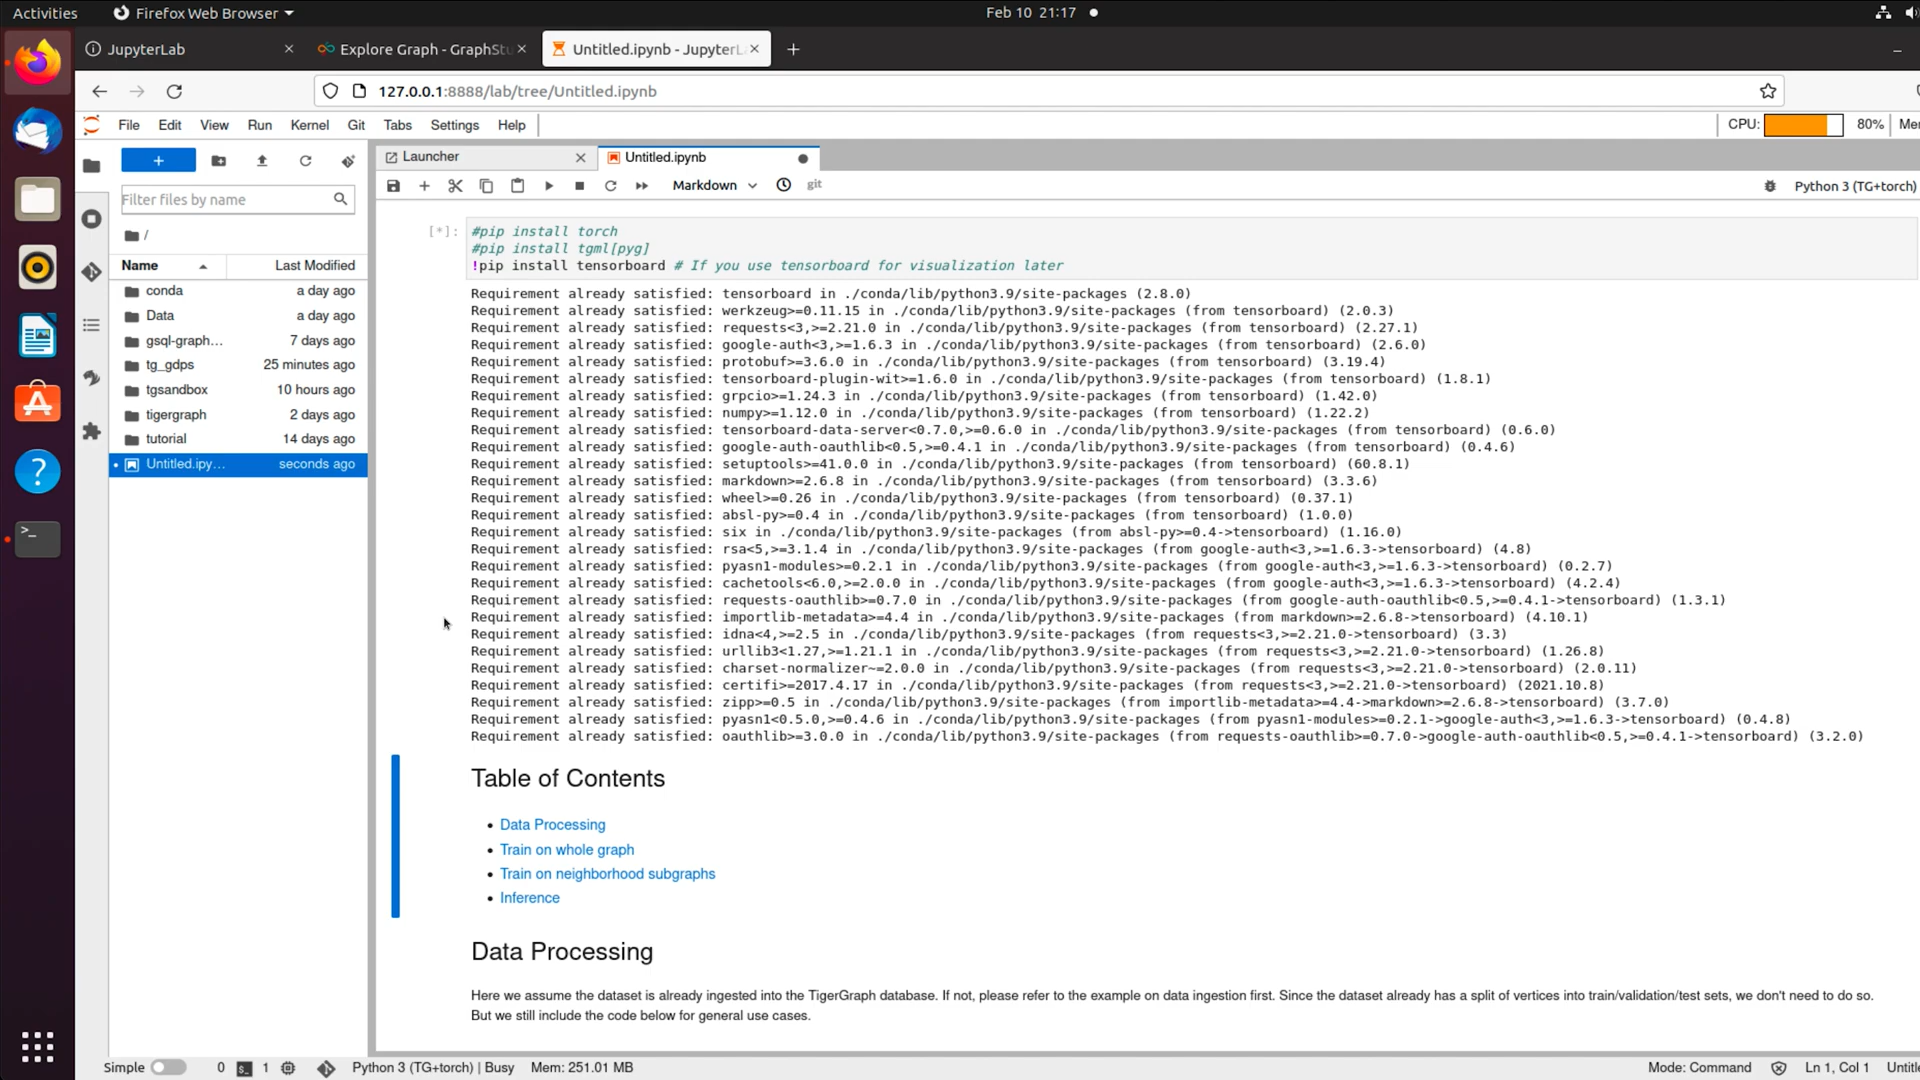 Activities Firefox Web Browser Feb 10 21:17
JupyterLab Explore Graph - GraphStu Untitled.ipynb - JupyterL
127.0.0.1:8888/lab/tree/Untitled.ipynb
File Edit View Run Kernel Git Tabs Settings Help CPU: 80% Mer
Launcher Untitled.ipynb
Markdown git Python 3 (TG+torch)
Filter files by name
/
Name Last Modified
conda a day ago
Data a day ago
gsql-graph... 7 days ago
tg_gdps 25 minutes ago
tgsandbox 10 hours ago
tigergraph 2 days ago
tutorial 14 days ago
Untitled.ipy... seconds ago
[*]: #pip install torch
#pip install tgml[pyg]
!pip install tensorboard # If you use tensorboard for visualization later
Requirement already satisfied: tensorboard in ./conda/lib/python3.9/site-packages (2.8.0)
Requirement already satisfied: werkzeug>=0.11.15 in ./conda/lib/python3.9/site-packages (from tensorboard) (2.0.3)
Requirement already satisfied: requests<3,>=2.21.0 in ./conda/lib/python3.9/site-packages (from tensorboard) (2.27.1)
Requirement already satisfied: google-auth<3,>=1.6.3 in ./conda/lib/python3.9/site-packages (from tensorboard) (2.6.0)
Requirement already satisfied: protobuf>=3.6.0 in ./conda/lib/python3.9/site-packages (from tensorboard) (3.19.4)
Requirement already satisfied: tensorboard-plugin-wit>=1.6.0 in ./conda/lib/python3.9/site-packages (from tensorboard) (1.8.1)
Requirement already satisfied: grpcio>=1.24.3 in ./conda/lib/python3.9/site-packages (from tensorboard) (1.42.0)
Requirement already satisfied: numpy>=1.12.0 in ./conda/lib/python3.9/site-packages (from tensorboard) (1.22.2)
Requirement already satisfied: tensorboard-data-server<0.7.0,>=0.6.0 in ./conda/lib/python3.9/site-packages (from tensorboard) (0.6.0)
Requirement already satisfied: google-auth-oauthlib<0.5,>=0.4.1 in ./conda/lib/python3.9/site-packages (from tensorboard) (0.4.6)
Requirement already satisfied: setuptools>=41.0.0 in ./conda/lib/python3.9/site-packages (from tensorboard) (60.8.1)
Requirement already satisfied: markdown>=2.6.8 in ./conda/lib/python3.9/site-packages (from tensorboard) (3.3.6)
Requirement already satisfied: wheel>=0.26 in ./conda/lib/python3.9/site-packages (from tensorboard) (0.37.1)
Requirement already satisfied: absl-py>=0.4 in ./conda/lib/python3.9/site-packages (from tensorboard) (1.0.0)
Requirement already satisfied: six in ./conda/lib/python3.9/site-packages (from absl-py>=0.4->tensorboard) (1.16.0)
Requirement already satisfied: rsa<5,>=3.1.4 in ./conda/lib/python3.9/site-packages (from google-auth<3,>=1.6.3->tensorboard) (4.8)
Requirement already satisfied: pyasn1-modules>=0.2.1 in ./conda/lib/python3.9/site-packages (from google-auth<3,>=1.6.3->tensorboard) (0.2.7)
Requirement already satisfied: cachetools<6.0,>=2.0.0 in ./conda/lib/python3.9/site-packages (from google-auth<3,>=1.6.3->tensorboard) (4.2.4)
Requirement already satisfied: requests-oauthlib>=0.7.0 in ./conda/lib/python3.9/site-packages (from google-auth-oauthlib<0.5,>=0.4.1->tensorboard) (1.3.1)
Requirement already satisfied: importlib-metadata>=4.4 in ./conda/lib/python3.9/site-packages (from markdown>=2.6.8->tensorboard) (4.10.1)
Requirement already satisfied: idna<4,>=2.5 in ./conda/lib/python3.9/site-packages (from requests<3,>=2.21.0->tensorboard) (3.3)
Requirement already satisfied: urllib3<1.27,>=1.21.1 in ./conda/lib/python3.9/site-packages (from requests<3,>=2.21.0->tensorboard) (1.26.8)
Requirement already satisfied: charset-normalizer~=2.0.0 in ./conda/lib/python3.9/site-packages (from requests<3,>=2.21.0->tensorboard) (2.0.11)
Requirement already satisfied: certifi>=2017.4.17 in ./conda/lib/python3.9/site-packages (from requests<3,>=2.21.0->tensorboard) (2021.10.8)
Requirement already satisfied: zipp>=0.5 in ./conda/lib/python3.9/site-packages (from importlib-metadata>=4.4->markdown>=2.6.8->tensorboard) (3.7.0)
Requirement already satisfied: pyasn1<0.5.0,>=0.4.6 in ./conda/lib/python3.9/site-packages (from pyasn1-modules>=0.2.1->google-auth<3,>=1.6.3->tensorboard) (0.4.8)
Requirement already satisfied: oauthlib>=3.0.0 in ./conda/lib/python3.9/site-packages (from requests-oauthlib>=0.7.0->google-auth-oauthlib<0.5,>=0.4.1->tensorboard) (3.2.0)
Table of Contents
• Data Processing
• Train on whole graph
• Train on neighborhood subgraphs
• Inference
Data Processing
Here we assume the dataset is already ingested into the TigerGraph database. If not, please refer to the example on data ingestion first. Since the dataset already has a split of vertices into train/validation/test sets, we don't need to do so.
But we still include the code below for general use cases.
Simple 0 1 Python 3 (TG+torch) | Busy Mem: 251.01 MB Mode: Command Ln 1, Col 1 Untitle